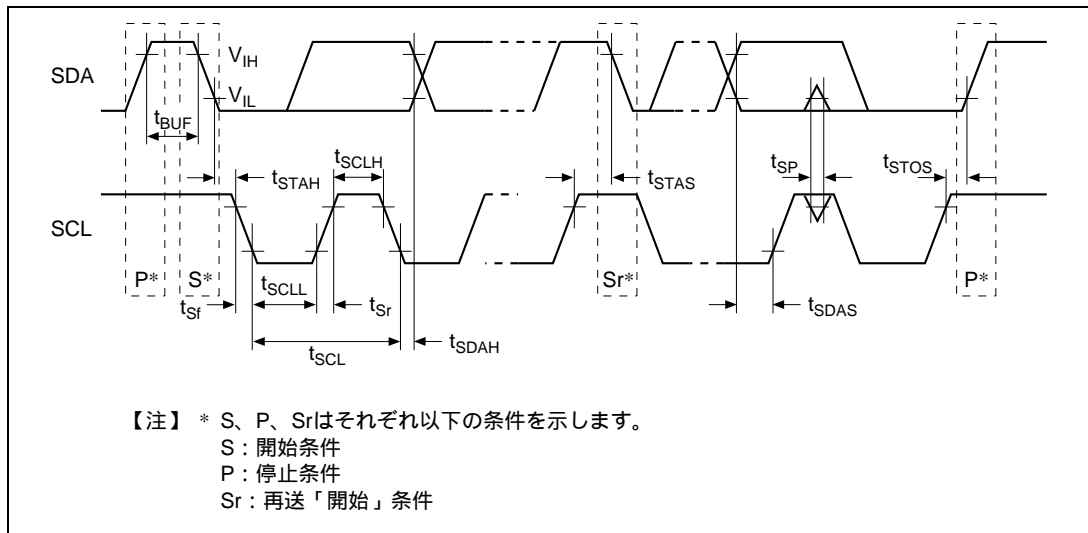 SDA
V_IH
V_IL
t_BUF
t_STAH
t_SCLH
t_STAS
t_SP
t_STOS
SCL
P*
S*
Sr*
P*
t_Sf
t_SCLL
t_Sr
t_SDAS
t_SCL
t_SDAH
【注】 * S、P、Srはそれぞれ以下の条件を示します。
S：開始条件
P：停止条件
Sr：再送「開始」条件